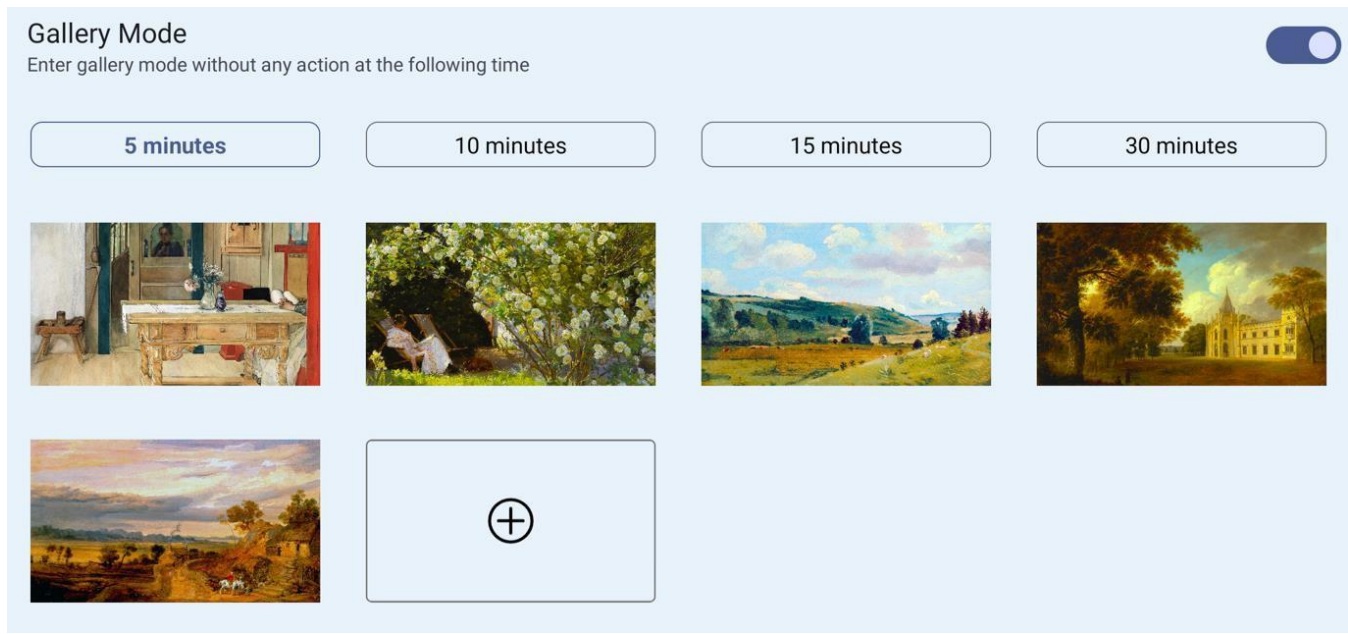 Gallery Mode
Enter gallery mode without any action at the following time
5 minutes
10 minutes
15 minutes
30 minutes